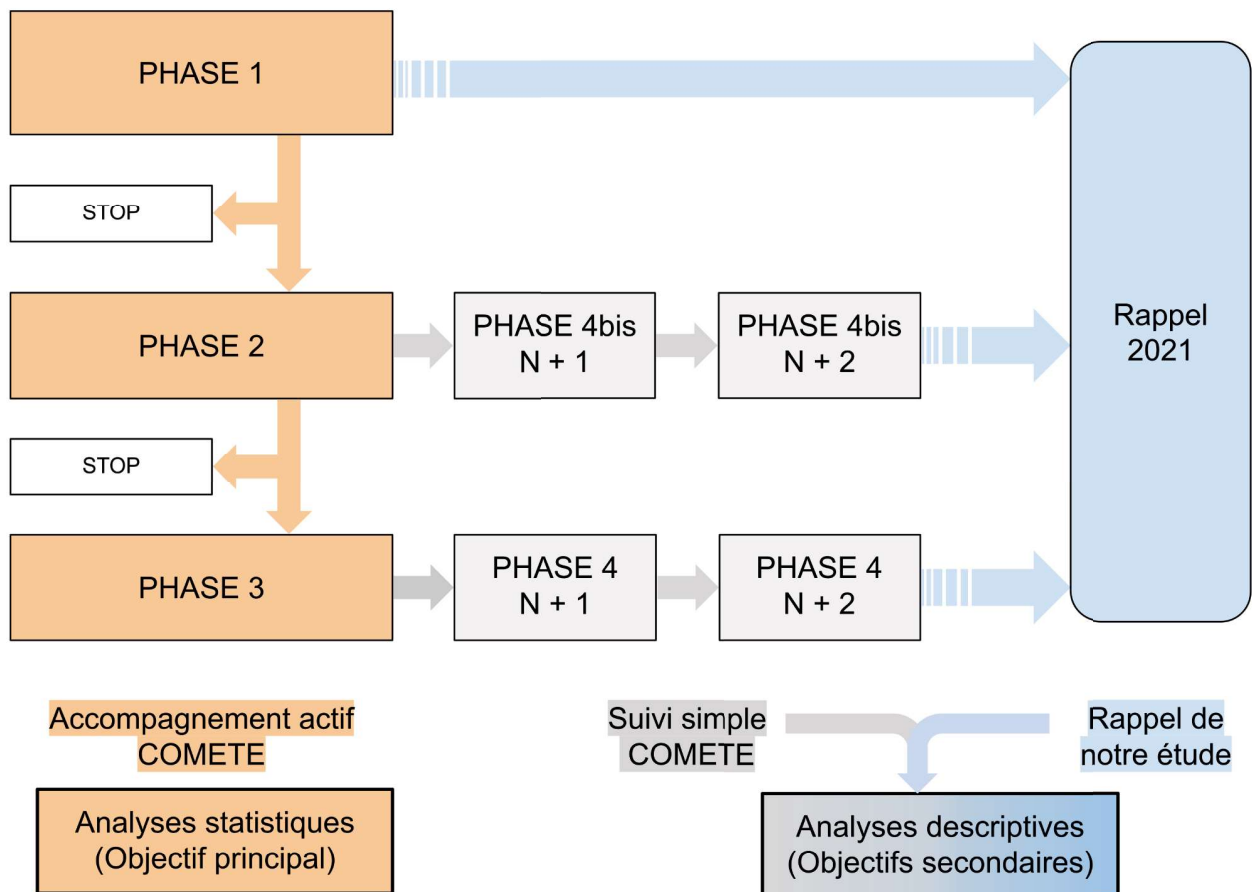 PHASE 1
STOP
PHASE 2
PHASE 4bis
N + 1
PHASE 4bis
N + 2
Rappel
2021
STOP
PHASE 3
PHASE 4
N + 1
PHASE 4
N + 2
Accompagnement actif
COMETE
Suivi simple
COMETE
Rappel de
notre étude
Analyses statistiques
(Objectif principal)
Analyses descriptives
(Objectifs secondaires)